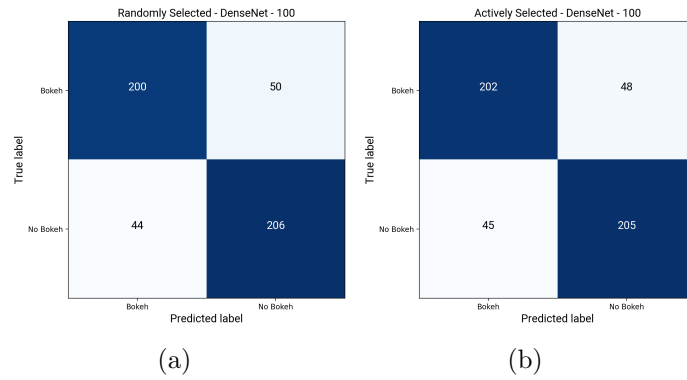 Randomly Selected - DenseNet - 100
Bokeh
200
50
True label
No Bokeh
44
206
Bokeh
No Bokeh
Predicted label
(a)
Actively Selected - DenseNet - 100
Bokeh
202
48
True label
No Bokeh
45
205
Bokeh
No Bokeh
Predicted label
(b)